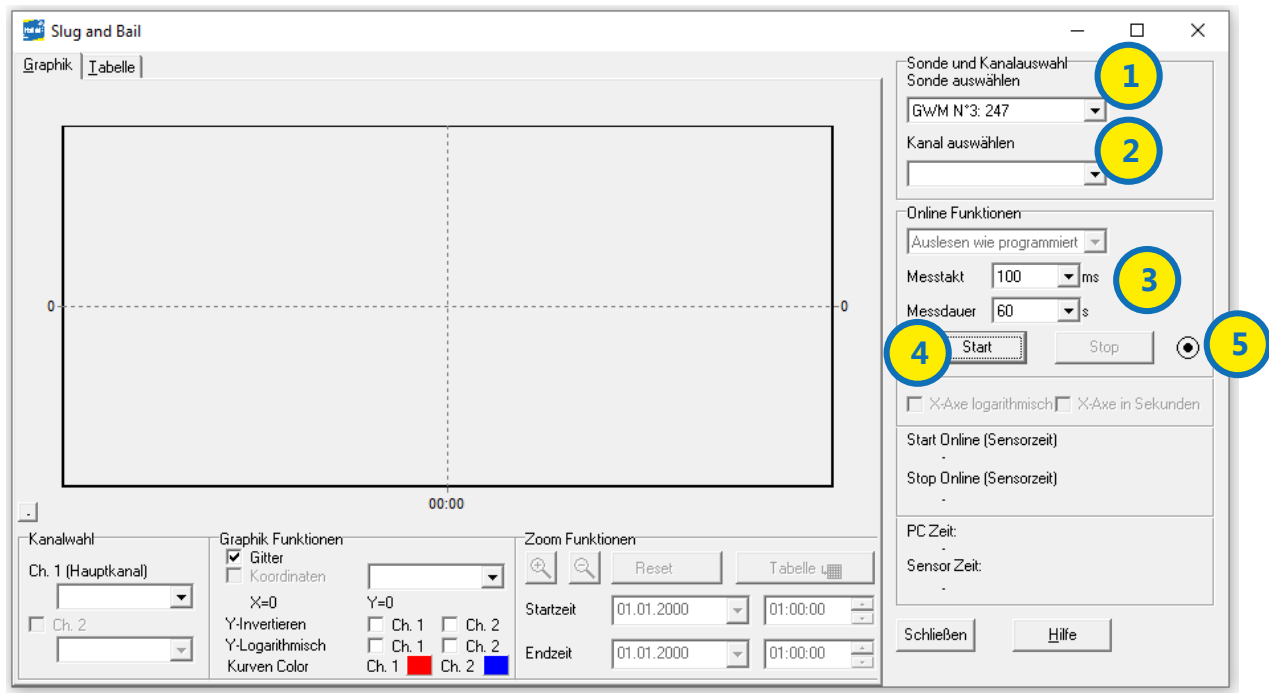 Slug and Bail
Graphik Tabelle
0 0
00:00
.
Sonde und Kanalauswahl
Sonde auswählen
1
GWM N°3: 247
Kanal auswählen
2
Online Funktionen
Auslesen wie programmiert
Messtakt 100 ms
3
Messdauer 60 s
4 Start Stop 5
X-Axe logarithmisch X-Axe in Sekunden
Start Online (Sensorzeit)
-
Stop Online (Sensorzeit)
-
PC Zeit:
-
Sensor Zeit:
-
Schließen Hilfe
Kanalwahl
Ch. 1 (Hauptkanal)
Ch. 2
Graphik Funktionen
Gitter
Koordinaten
X=0 Y=0
Y-Invertieren Ch. 1 Ch. 2
Y-Logarithmisch Ch. 1 Ch. 2
Kurven Color Ch. 1 Ch. 2
Zoom Funktionen
Reset Tabelle
Startzeit 01.01.2000 01:00:00
Endzeit 01.01.2000 01:00:00